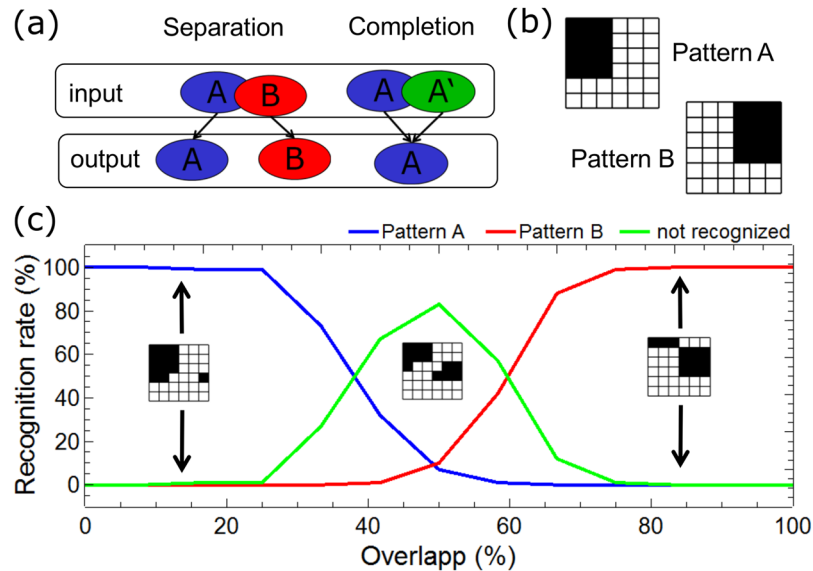 (a)
Separation Completion
input A B A A‘
output A B A
(b)
Pattern A
Pattern B
(c)
Pattern A Pattern B not recognized
Recognition rate (%)
100
80
60
40
20
0
0 20 40 60 80 100
Overlapp (%)